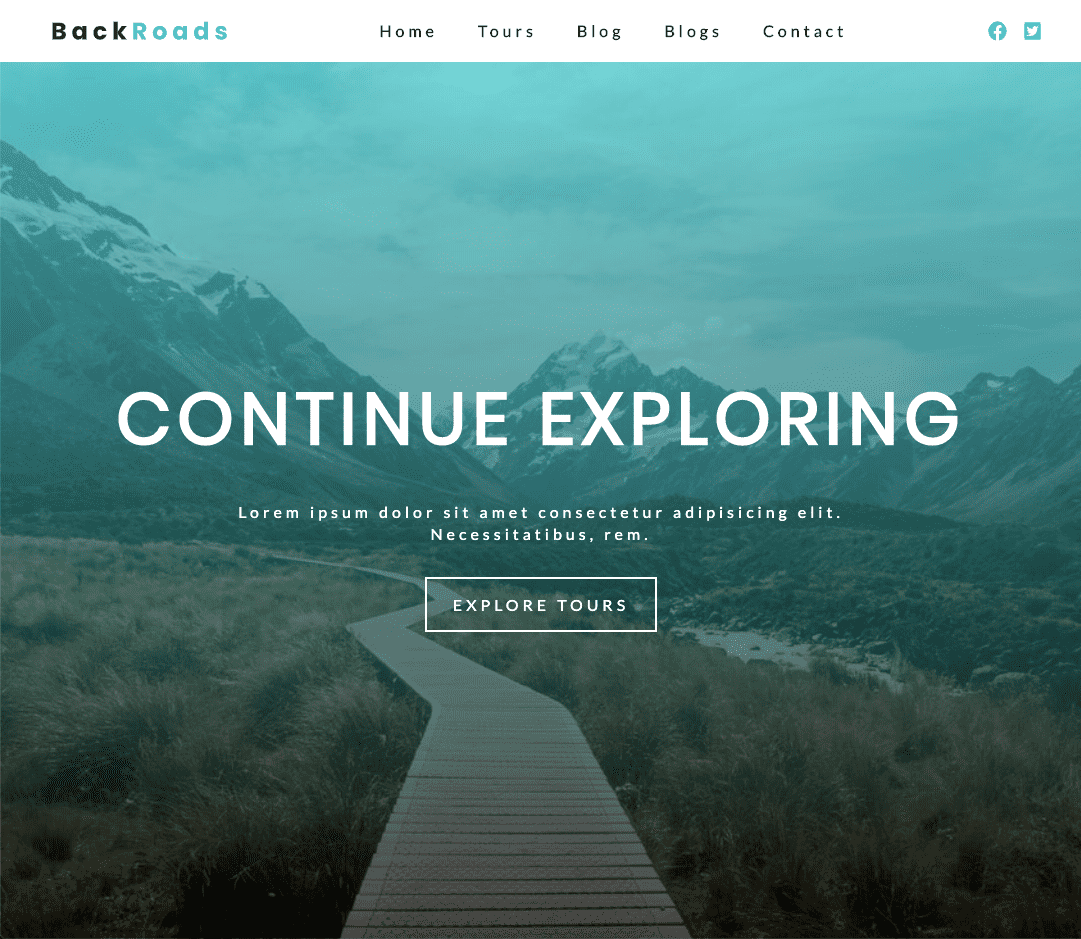 BackRoads
Home Tours Blog Blogs Contact
CONTINUE EXPLORING
Lorem ipsum dolor sit amet consectetur adipisicing elit.
Necessitatibus, rem.
EXPLORE TOURS